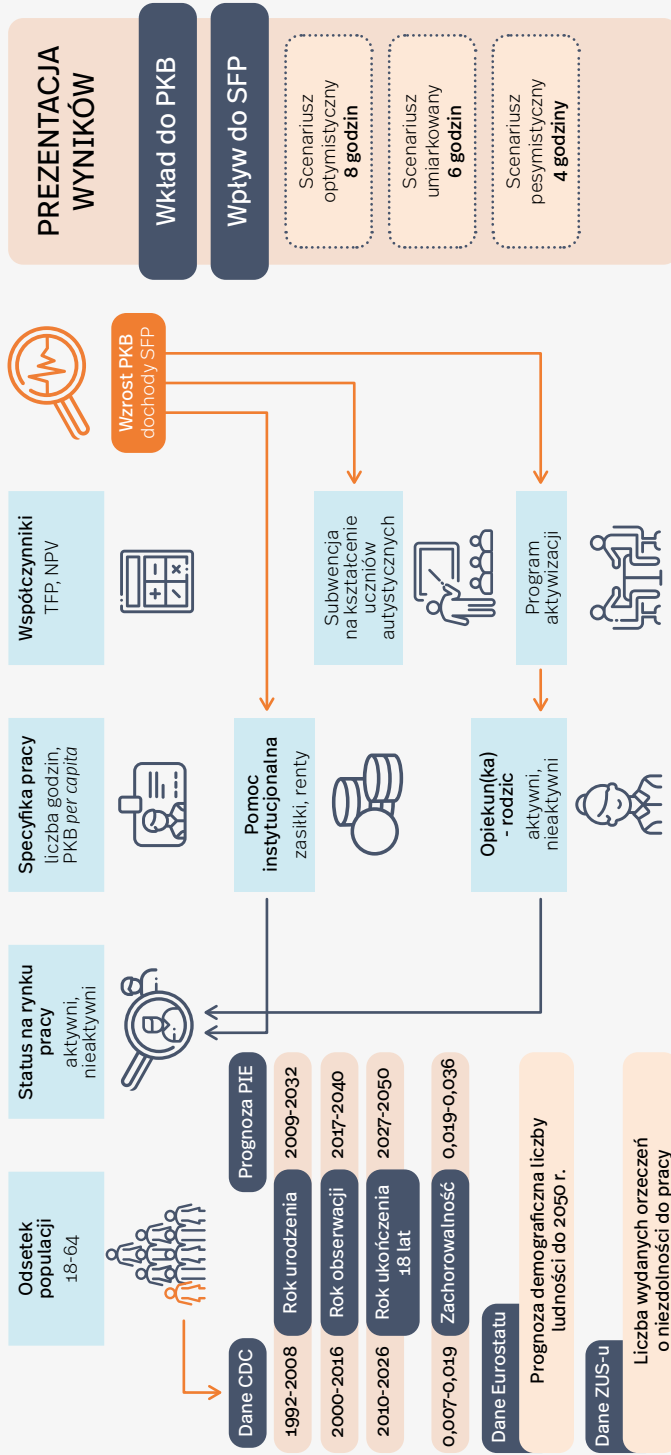 Odsetek
populacji
18-64
Status na rynku
pracy
aktywni,
nieaktywni
Specyfika pracy
liczba godzin,
PKB per capita
Współczynniki
TFP, NPV
Wzrost PKB
dochody SFP
PREZENTACJA
WYNIKÓW
Wkład do PKB
Wpływ do SFP
Scenariusz
optymistyczny
8 godzin
Scenariusz
umiarkowany
6 godzin
Scenariusz
pesymistyczny
4 godziny
Pomoc
instytucjonalna
zasiłki, renty
Subwencja
na kształcenie
uczniów
autystycznych
Opiekun(ka)
- rodzic
aktywni,
nieaktywni
Program
aktywizacji
Dane CDC
Prognoza PIE
1992-2008 Rok urodzenia 2009-2032
2000-2016 Rok obserwacji 2017-2040
2010-2026 Rok ukończenia 2027-2050
18 lat
0,007-0,019 Zachorowalność 0,019-0,036
Dane Eurostatu
Prognoza demograficzna liczby
ludności do 2050 r.
Dane ZUS-u
Liczba wydanych orzeczeń
o niezdolności do pracy